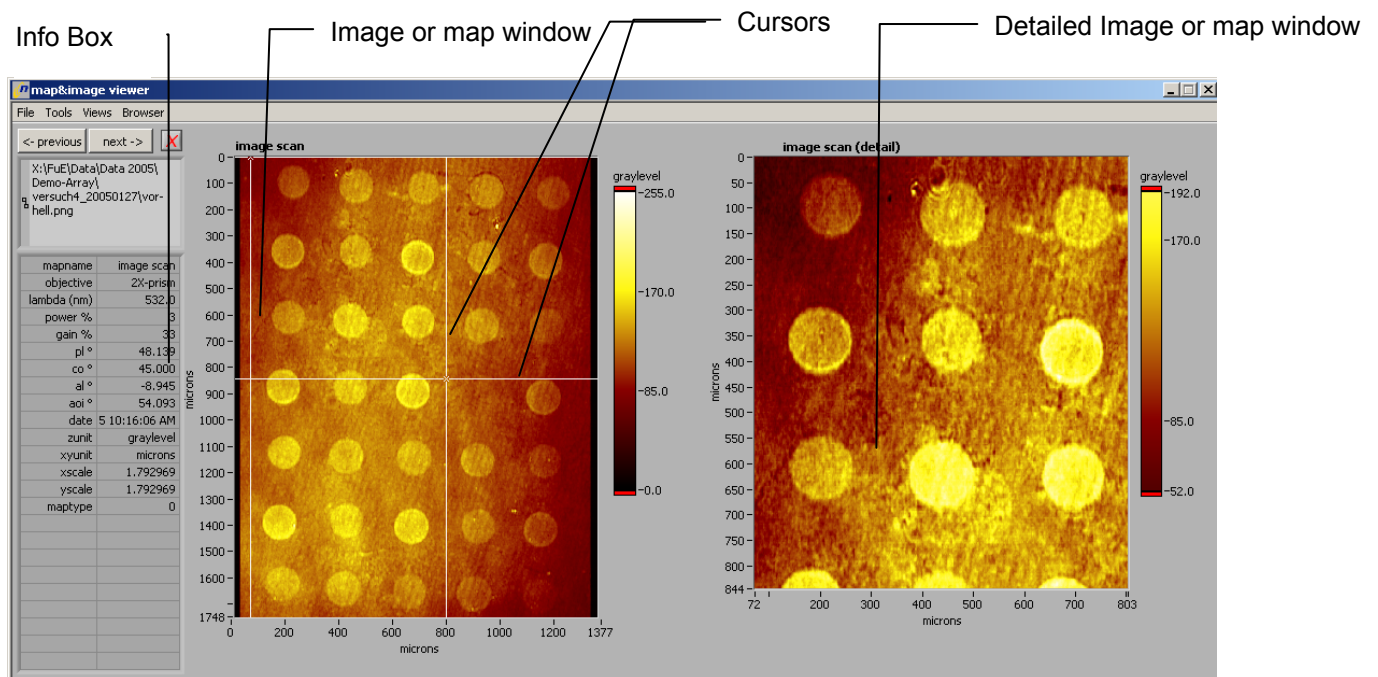 Info Box
Image or map window
Cursors
Detailed Image or map window
map&image viewer
File Tools Views Browser
<- previous
next ->
X
X:\FuE\Data\Data 2005\
Demo-Array\
versuch4_20050127\vor-
hell.png
mapname image scan
objective 2X-prism
lambda (nm) 532.0
power % 3
gain % 33
pl ° 48.139
co ° 45.000
al ° -8.945
aoi ° 54.093
date 5 10:16:06 AM
zunit graylevel
xyunit microns
xscale 1.792969
yscale 1.792969
maptype 0
image scan
0
100
200
300
400
500
600
700
800
900
1000
1100
1200
1300
1400
1500
1600
1748
microns
0 200 400 600 800 1000 1200 1377
microns
graylevel
255.0
170.0
85.0
0.0
image scan (detail)
0
50
100
150
200
250
300
350
400
450
500
550
600
650
700
750
800
844
microns
72 200 300 400 500 600 700 803
microns
graylevel
192.0
170.0
85.0
52.0